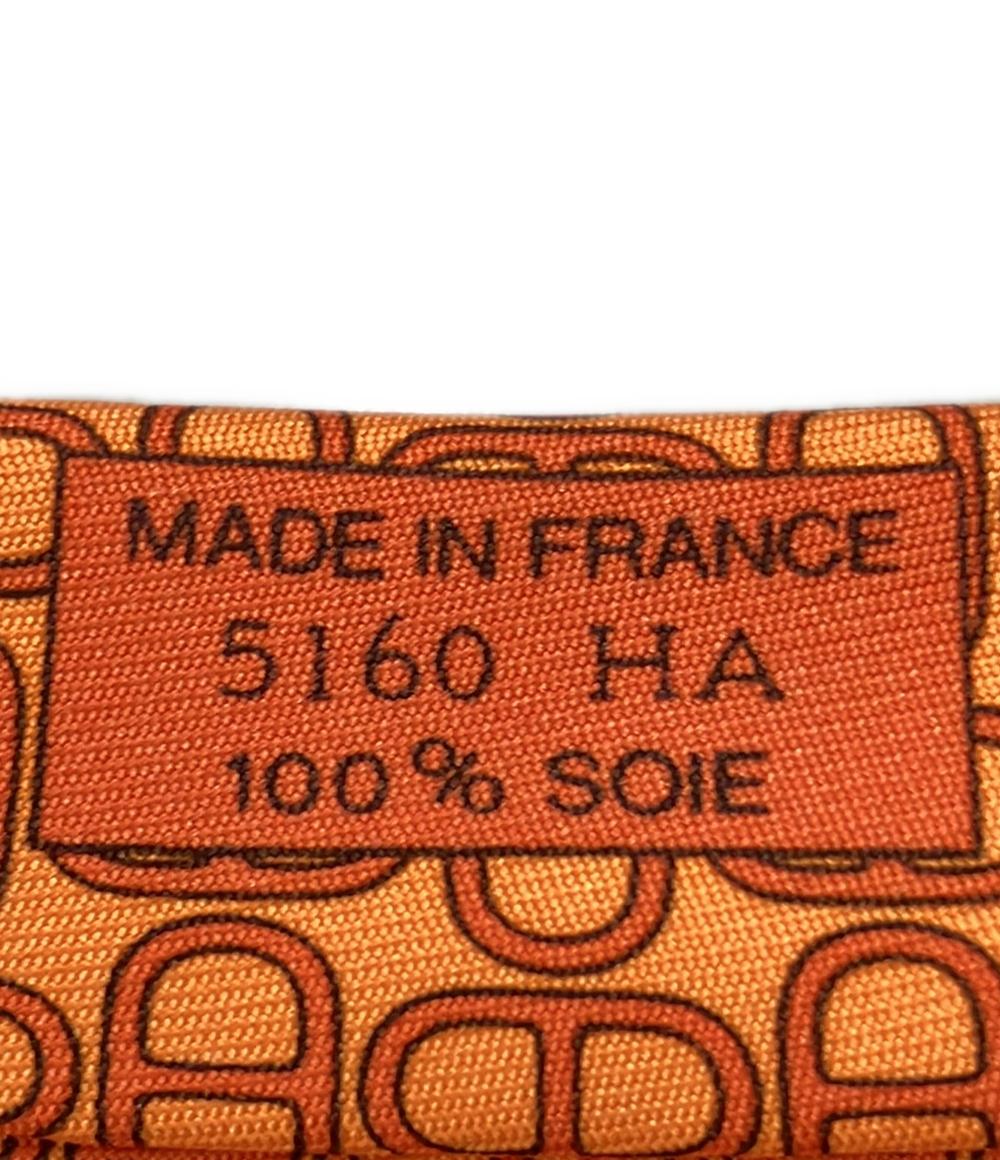 MADE IN FRANCE
5160 HA
100% SOIE